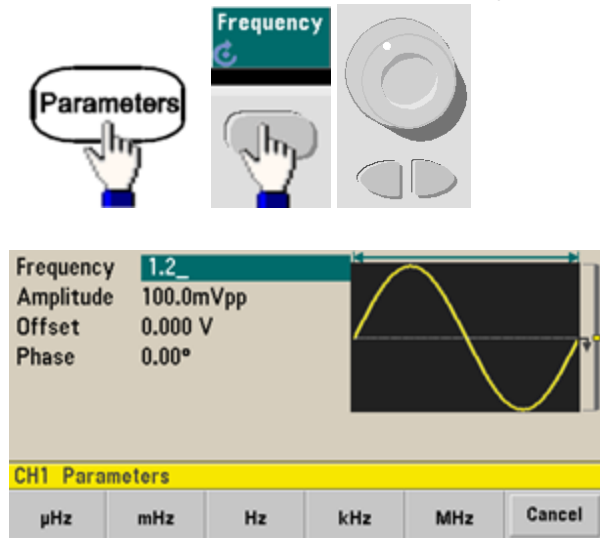 Parameters
Frequency
Frequency 1.2_
Amplitude 100.0mVpp
Offset 0.000 V
Phase 0.00°
CH1 Parameters
µHz mHz Hz kHz MHz Cancel